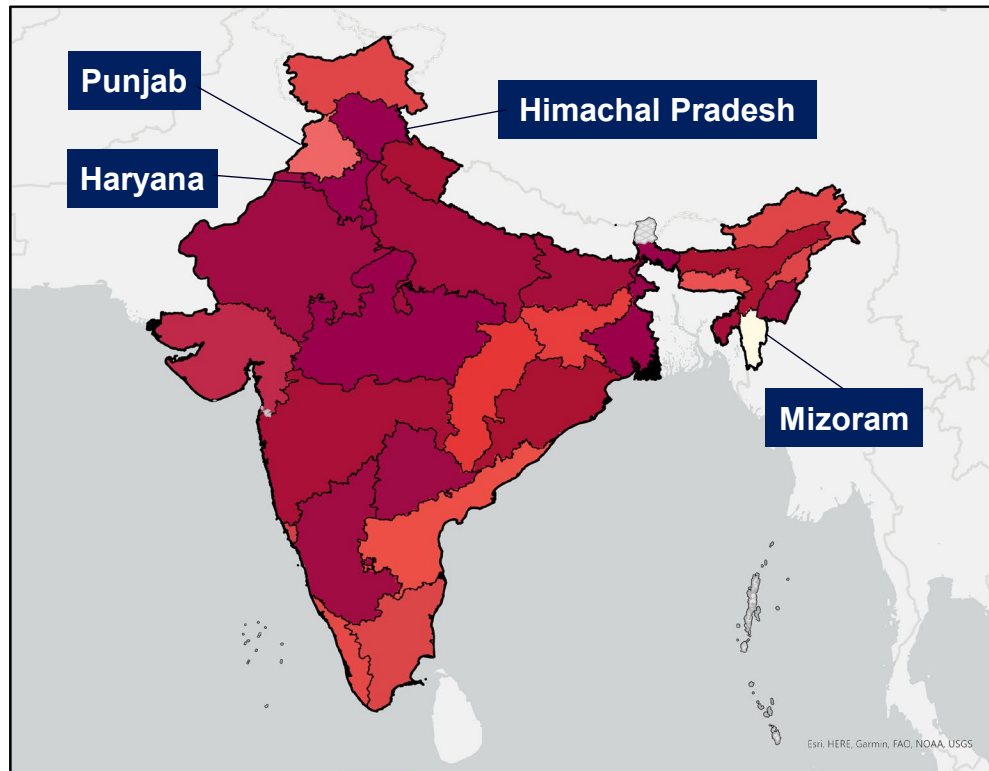 Punjab
Himachal Pradesh
Haryana
Mizoram
Esri, HERE, Garmin, FAO, NOAA, USGS